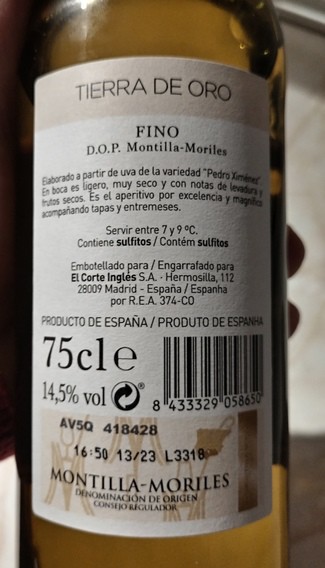 TIERRA DE ORO
FINO
D.O.P. Montilla-Moriles
Elaborado a partir de uva de la variedad "Pedro Ximénez"
En boca es ligero, muy seco y con notas de levadura y
frutos secos. Es el aperitivo por excelencia y magnífico
acompañando tapas y entremeses.
Servir entre 7 y 9 ºC.
Contiene sulfitos / Contém sulfitos
Embotellado para / Engarrafado para
El Corte Inglés S.A. - Hermosilla, 112
28009 Madrid - España / Espanha
por R.E.A. 374-CO
PRODUCTO DE ESPAÑA / PRODUTO DE ESPANHA
75cl e
14,5% vol
8 433329 058650
AV5Q 418428
16:50 13/23 L3318
MONTILLA-MORILES
DENOMINACIÓN DE ORIGEN
CONSEJO REGULADOR